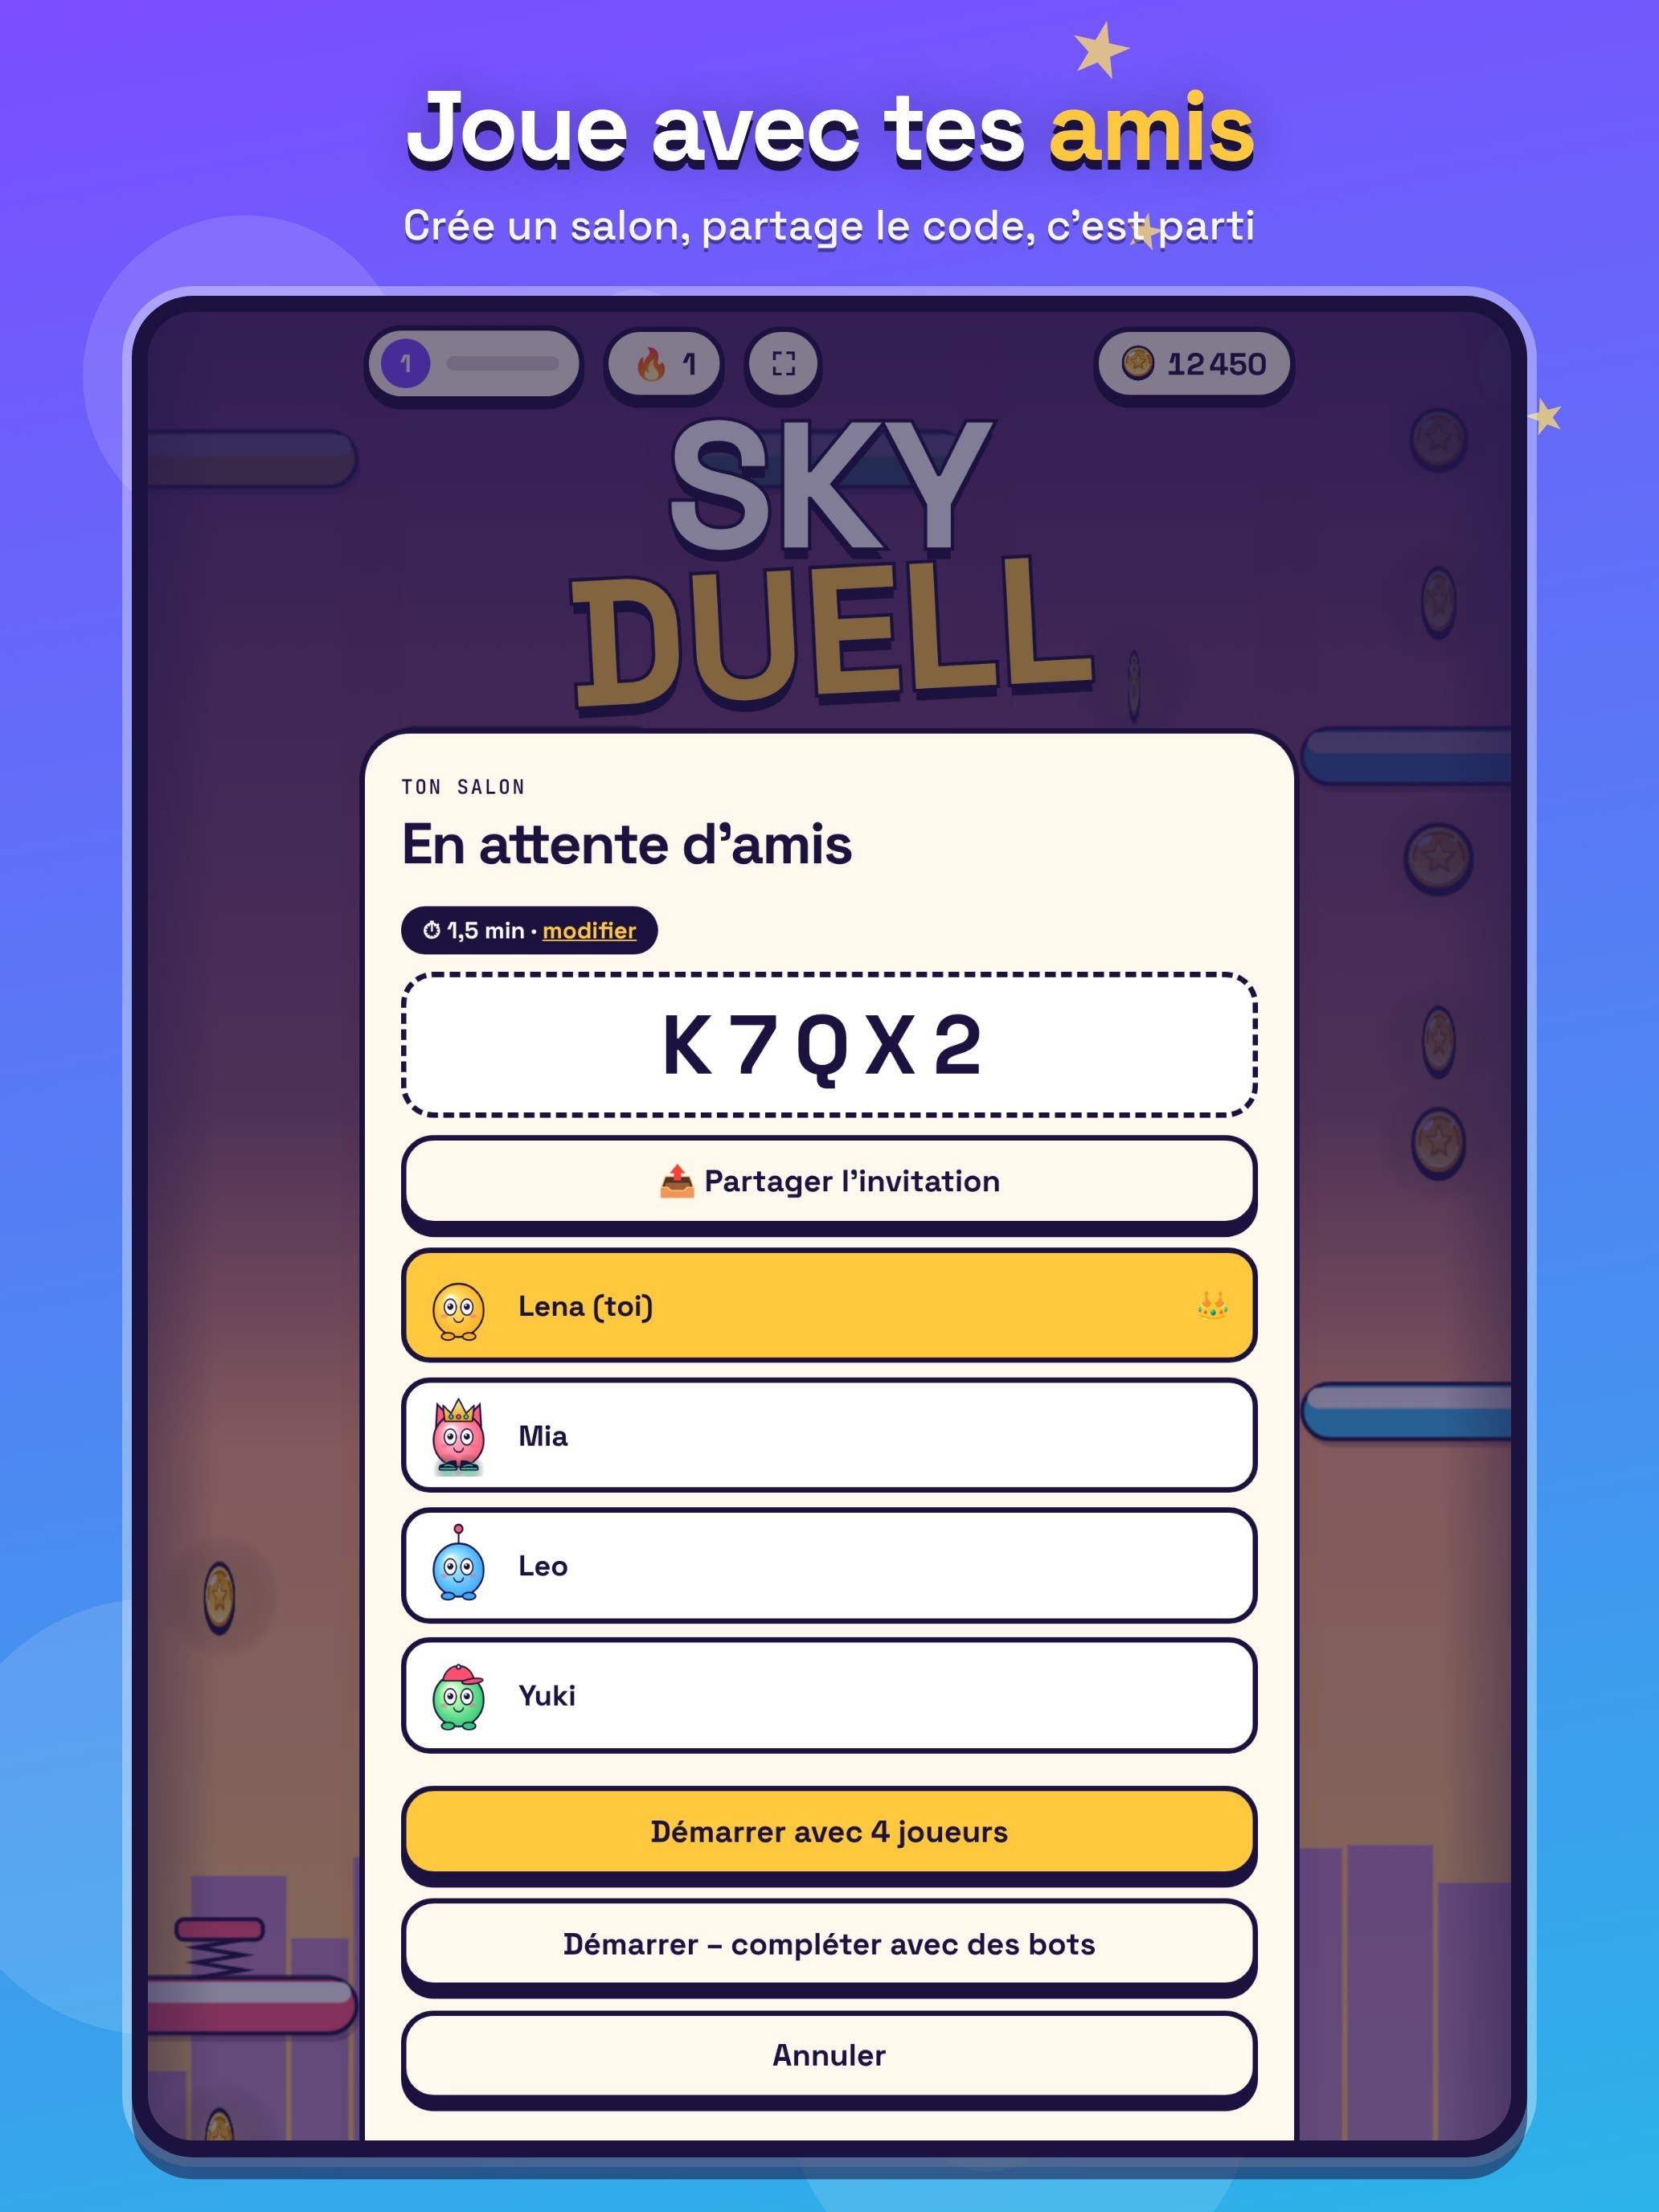 Joue avec tes amis
Crée un salon, partage le code, c’est parti
1
🔥 1
12 450
SKY
DUELL
TON SALON
En attente d’amis
⏱ 1,5 min · modifier
K7QX2
📤 Partager l’invitation
Lena (toi) 👑
Mia
Leo
Yuki
Démarrer avec 4 joueurs
Démarrer – compléter avec des bots
Annuler